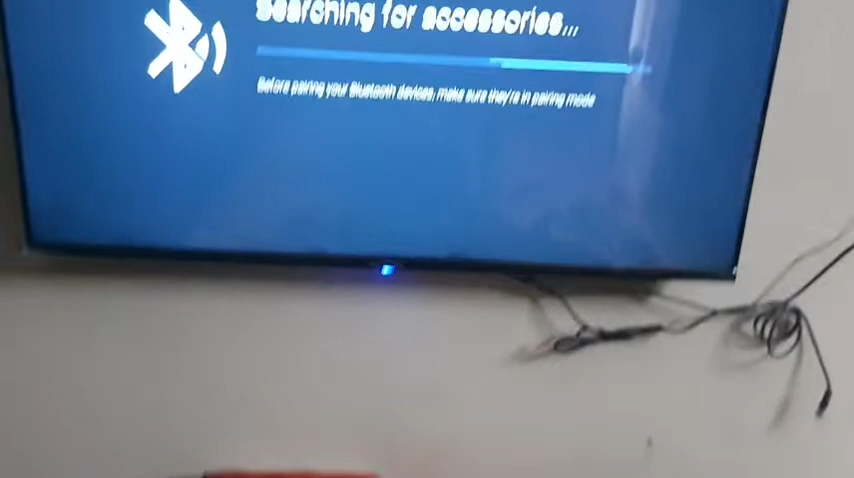 Searching for accessories...
Before pairing your Bluetooth devices, make sure they're in pairing mode